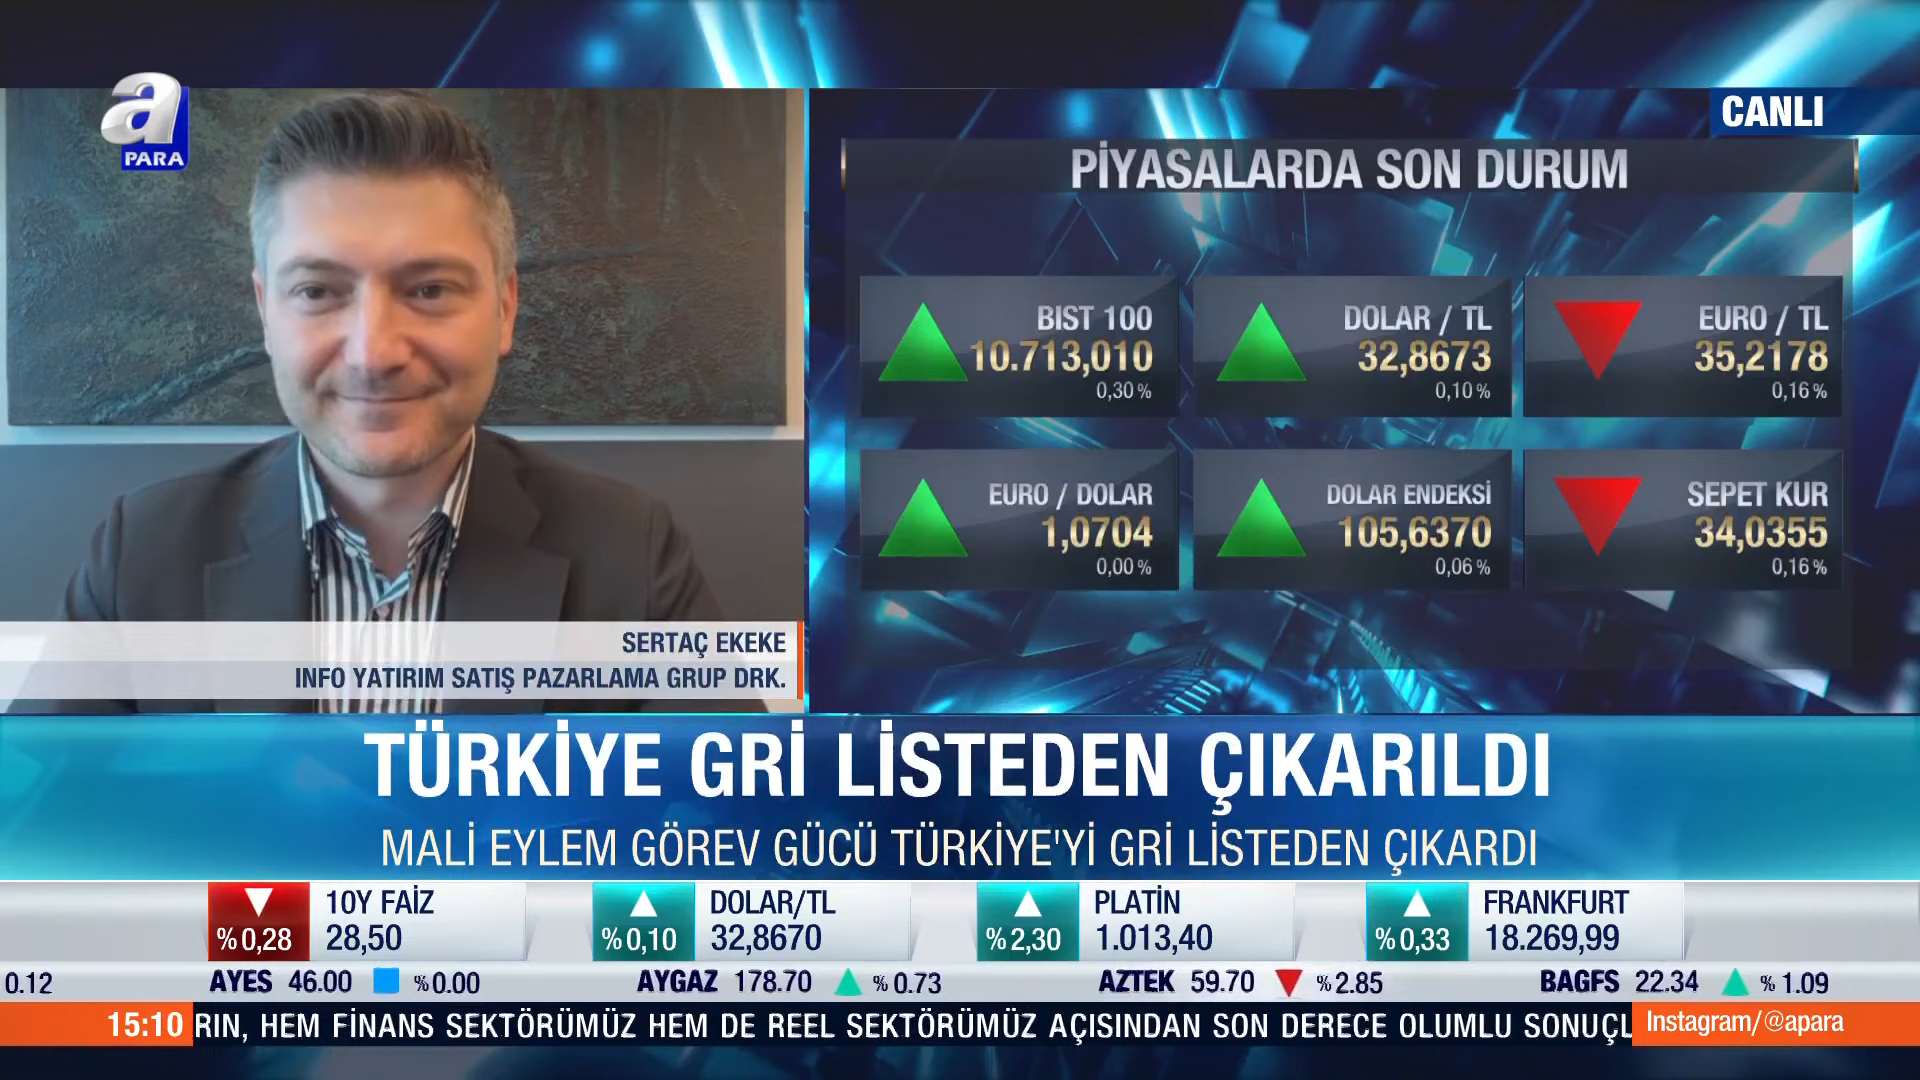 a
PARA
CANLI
PİYASALARDA SON DURUM
BIST 100
10.713,010
0,30 %
DOLAR / TL
32,8673
0,10 %
EURO / TL
35,2178
0,16 %
EURO / DOLAR
1,0704
0,00 %
DOLAR ENDEKSİ
105,6370
0,06 %
SEPET KUR
34,0355
0,16 %
SERTAÇ EKEKE
INFO YATIRIM SATIŞ PAZARLAMA GRUP DRK.
TÜRKİYE GRİ LİSTEDEN ÇIKARILDI
MALİ EYLEM GÖREV GÜCÜ TÜRKİYE'Yİ GRİ LİSTEDEN ÇIKARDI
%0,28 10Y FAİZ 28,50
%0,10 DOLAR/TL 32,8670
%2,30 PLATİN 1.013,40
%0,33 FRANKFURT 18.269,99
0.12 AYES 46.00 %0.00 AYGAZ 178.70 %0.73 AZTEK 59.70 %2.85 BAGFS 22.34 %1.09
15:10 RIN, HEM FİNANS SEKTÖRÜMÜZ HEM DE REEL SEKTÖRÜMÜZ AÇISINDAN SON DERECE OLUMLU SONUÇL Instagram/@apara